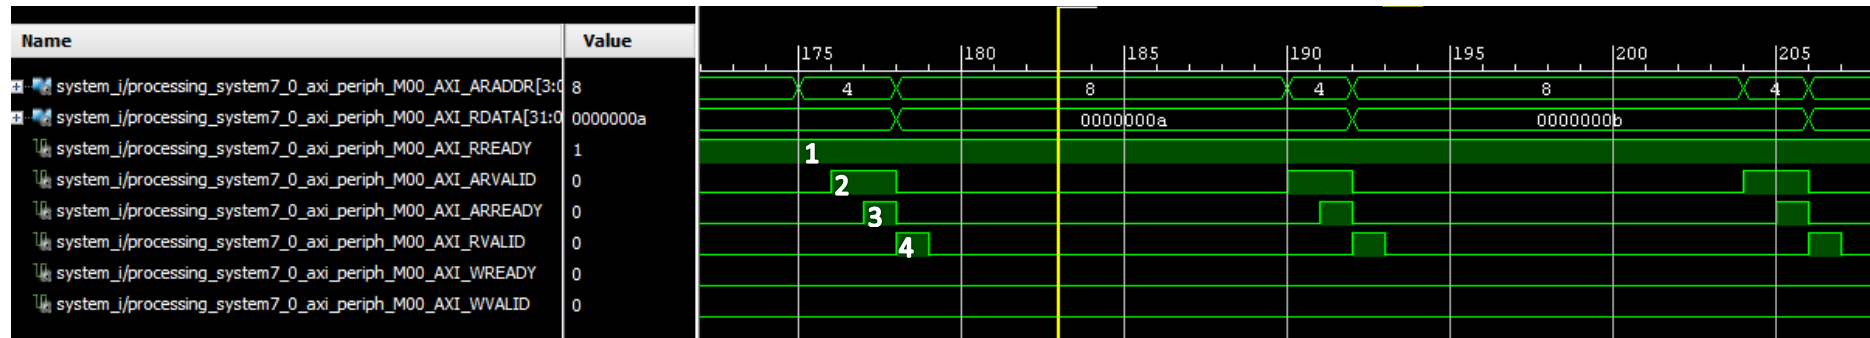 Name Value
175 180 185 190 195 200 205
system_i/processing_system7_0_axi_periph_M00_AXI_ARADDR[3:0 8 4 8 4 8 4
system_i/processing_system7_0_axi_periph_M00_AXI_RDATA[31:0 0000000a 0000000a 0000000b
system_i/processing_system7_0_axi_periph_M00_AXI_RREADY 1 1
system_i/processing_system7_0_axi_periph_M00_AXI_ARVALID 0 2
system_i/processing_system7_0_axi_periph_M00_AXI_ARREADY 0 3
system_i/processing_system7_0_axi_periph_M00_AXI_RVALID 0 4
system_i/processing_system7_0_axi_periph_M00_AXI_WREADY 0
system_i/processing_system7_0_axi_periph_M00_AXI_WVALID 0